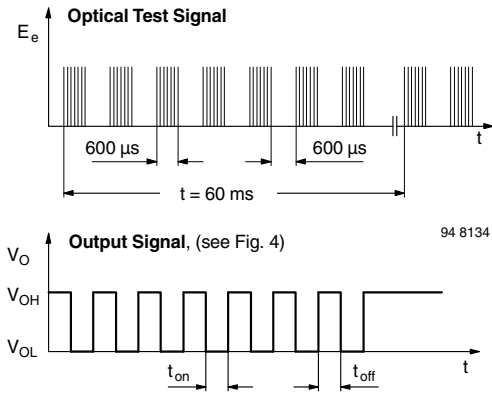 Optical Test Signal
E e
t
600 µs
600 µs
t = 60 ms
94 8134
Output Signal, (see Fig. 4)
V O
V OH
V OL
t on
t off
t